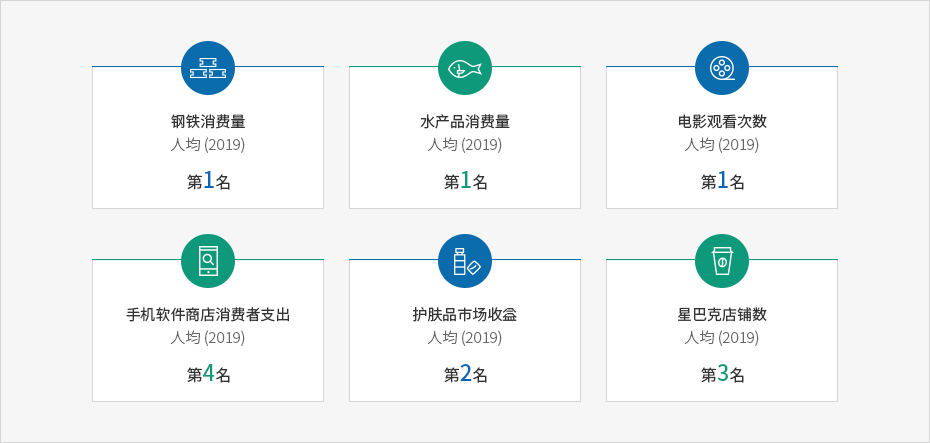 钢铁消费量
人均 (2019)
第1名
水产品消费量
人均 (2019)
第1名
电影观看次数
人均 (2019)
第1名
手机软件商店消费者支出
人均 (2019)
第4名
护肤品市场收益
人均 (2019)
第2名
星巴克店铺数
人均 (2019)
第3名